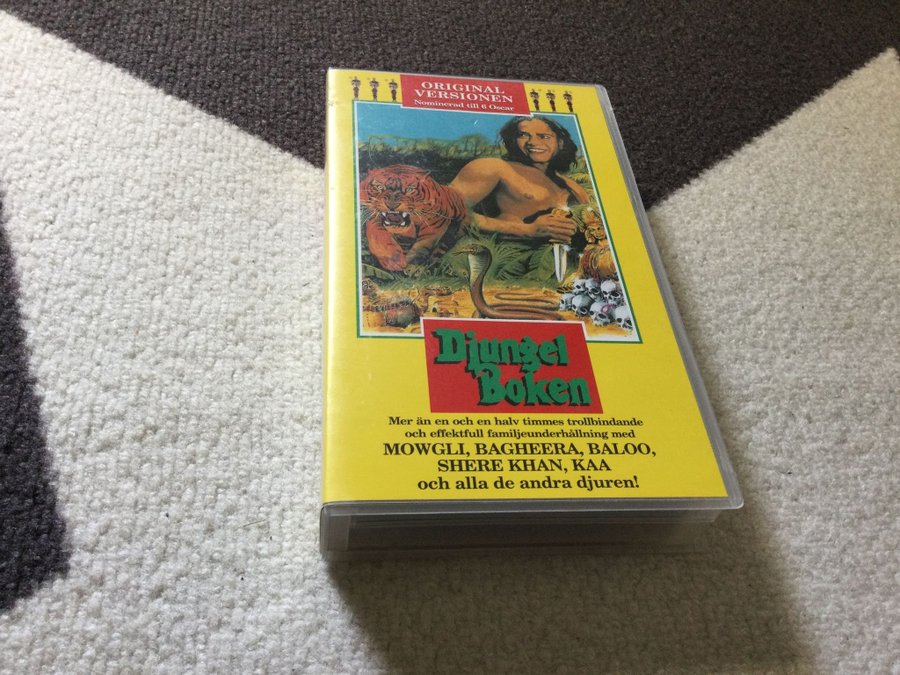 ORIGINAL
VERSIONEN
Nominerad till 6 Oscar
Djungel
Boken
Mer än en och en halv timmes trollbindande
och effektfull familjeunderhållning med
MOWGLI, BAGHEERA, BALOO,
SHERE KHAN, KAA
och alla de andra djuren!